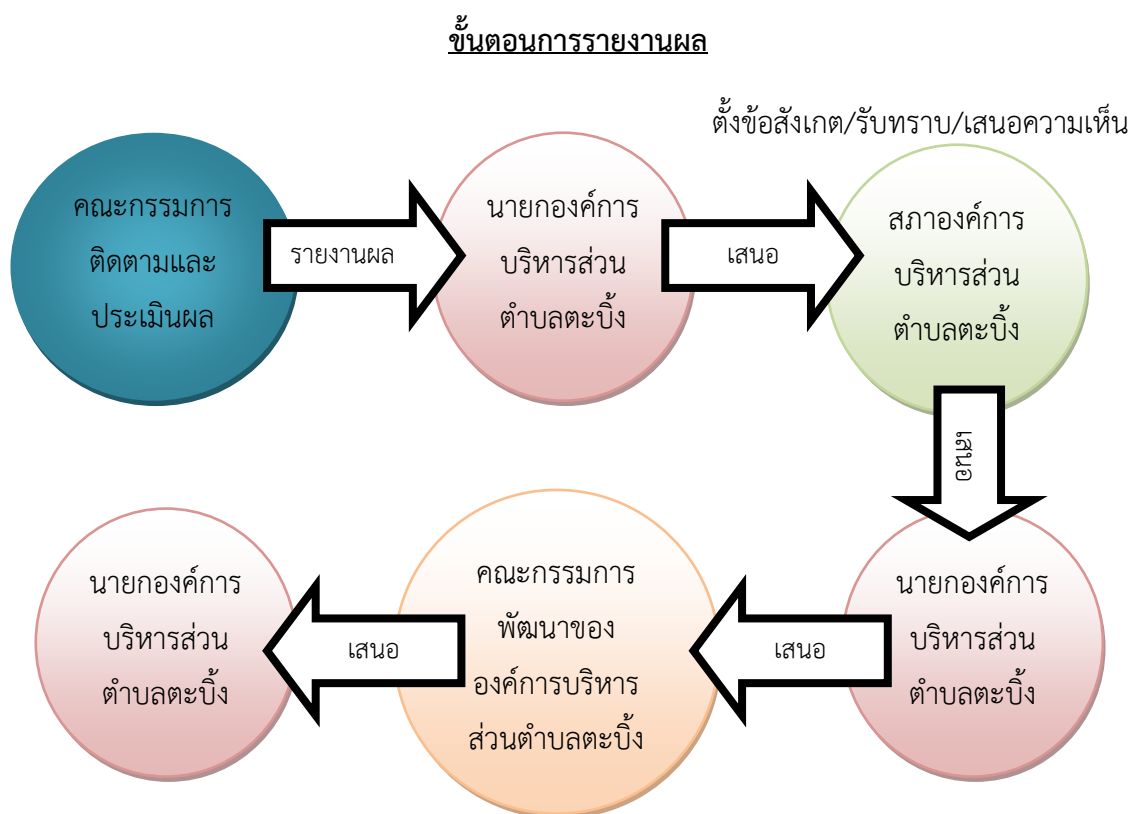 ขั้นตอนการรายงานผล
ตั้งข้อสังเกต/รับทราบ/เสนอความเห็น
คณะกรรมการ
ติดตามและ
ประเมินผล
รายงานผล
นายกองค์การ
บริหารส่วน
ตำบลตะบิ้ง
เสนอ
สภาองค์การ
บริหารส่วน
ตำบลตะบิ้ง
เสนอ
นายกองค์การ
บริหารส่วน
ตำบลตะบิ้ง
เสนอ
คณะกรรมการ
พัฒนาของ
องค์การบริหาร
ส่วนตำบลตะบิ้ง
เสนอ
นายกองค์การ
บริหารส่วน
ตำบลตะบิ้ง